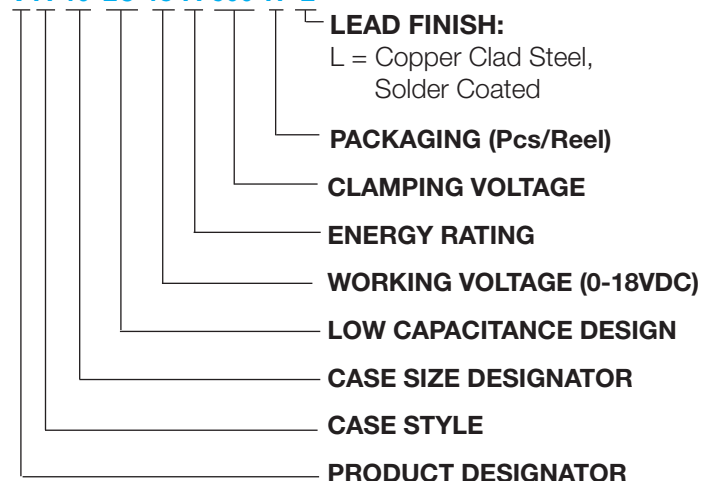 LEAD FINISH:
L = Copper Clad Steel,
Solder Coated
PACKAGING (Pcs/Reel)
CLAMPING VOLTAGE
ENERGY RATING
WORKING VOLTAGE (0-18VDC)
LOW CAPACITANCE DESIGN
CASE SIZE DESIGNATOR
CASE STYLE
PRODUCT DESIGNATOR